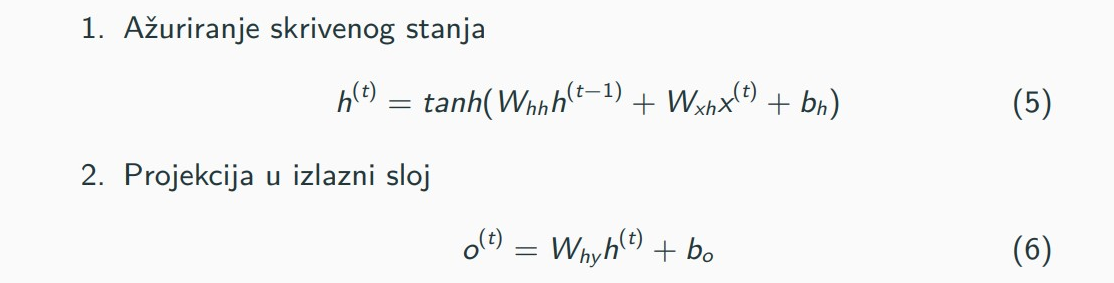 1. Ažuriranje skrivenog stanja
h^(t) = tanh(W_hh h^(t−1) + W_xh x^(t) + b_h) (5)
2. Projekcija u izlazni sloj
o^(t) = W_hy h^(t) + b_o (6)